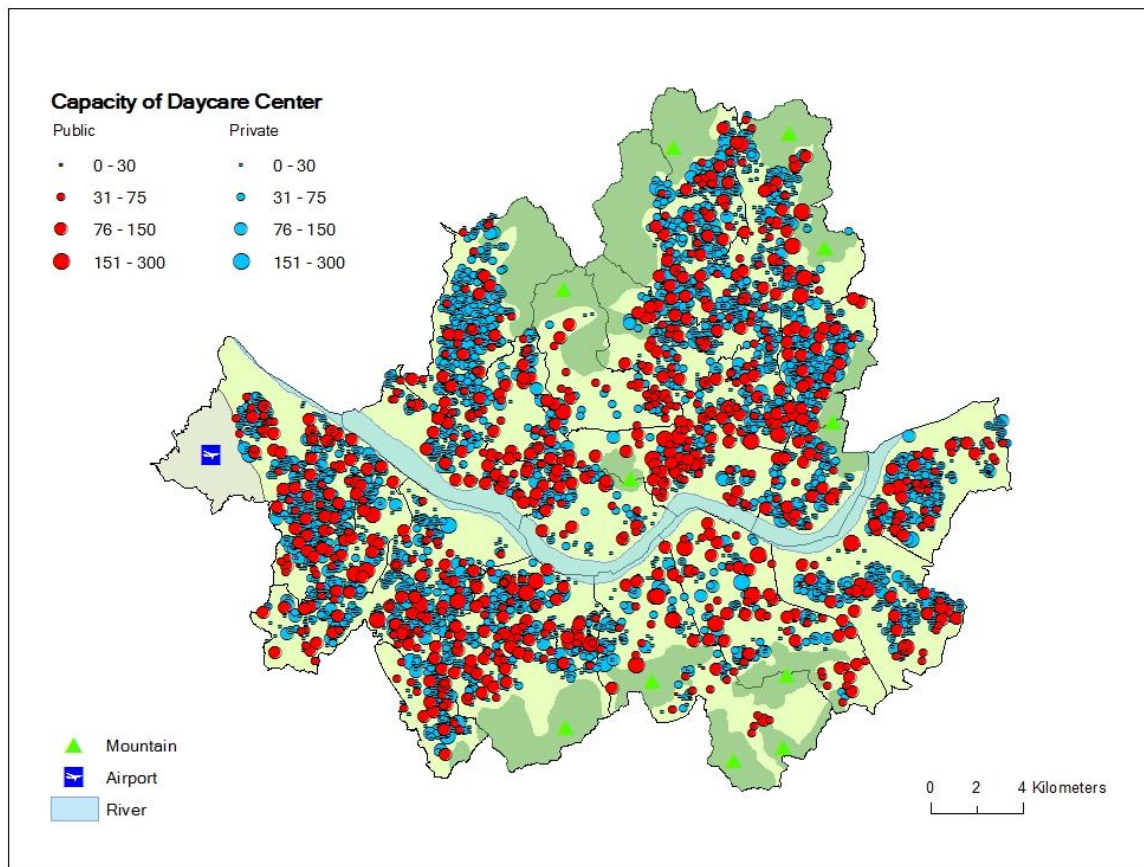 Capacity of Daycare Center
Public Private
0 - 30 0 - 30
31 - 75 31 - 75
76 - 150 76 - 150
151 - 300 151 - 300
Mountain
Airport
River
0 2 4 Kilometers